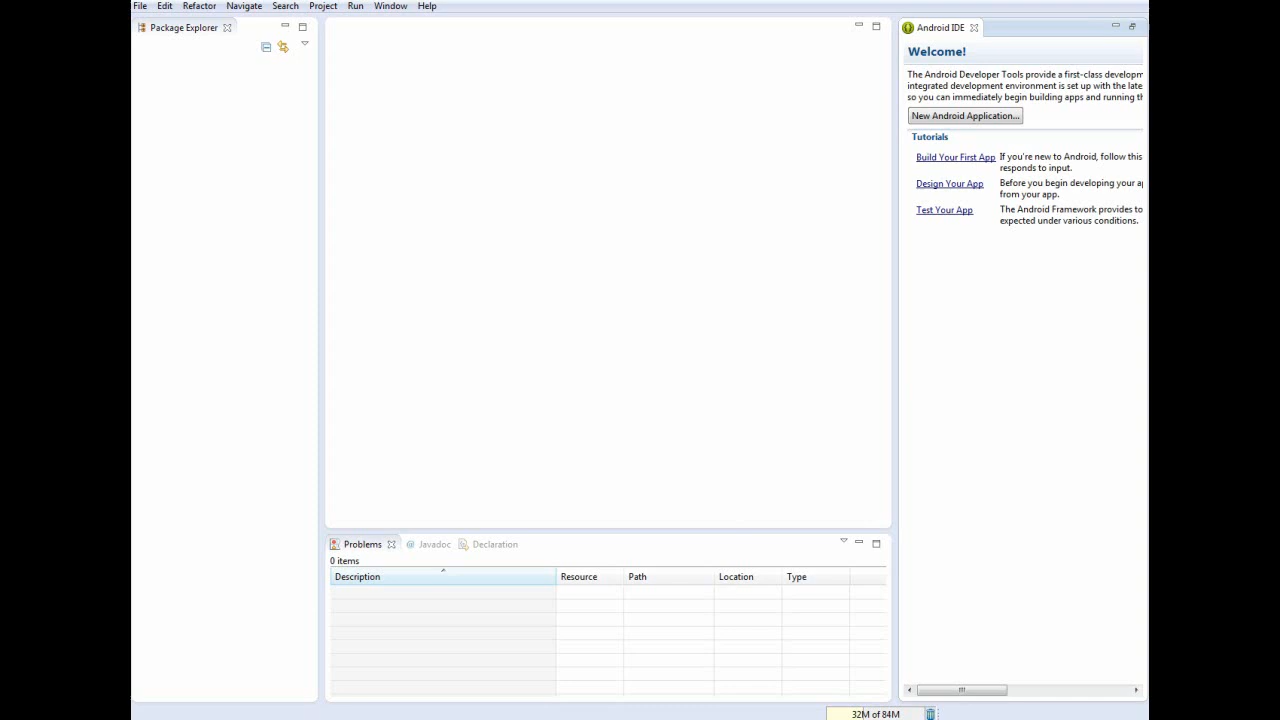 File Edit Refactor Navigate Search Project Run Window Help
Package Explorer
Android IDE
Welcome!
The Android Developer Tools provide a first-class developm
integrated development environment is set up with the late
so you can immediately begin building apps and running th
New Android Application...
Tutorials
Build Your First App If you're new to Android, follow this
responds to input.
Design Your App Before you begin developing your a
from your app.
Test Your App The Android Framework provides to
expected under various conditions.
Problems @ Javadoc Declaration
0 items
Description Resource Path Location Type
32M of 84M